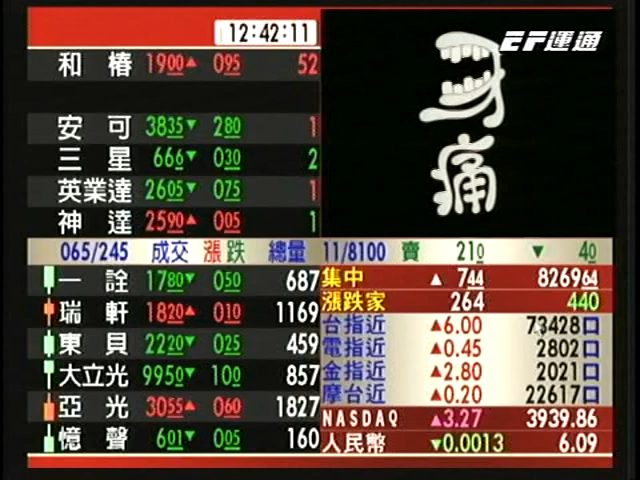 12:42:11
EF運通
和椿 1900▲ 095 52
牙痛
安可 3835▼ 280 1
三星 666▼ 030 2
英業達 2605▼ 075 1
神達 2590▲ 005 1
065/245 成交 漲跌 總量
11/8100 賣 210 ▼ 40
一詮 1780▼ 050 687
瑞軒 1820▲ 010 1169
東貝 2220▼ 025 459
大立光 9950▼ 100 857
亞光 3055▲ 060 1827
憶聲 601▼ 005 160
集中 ▲ 744 826964
漲跌家 264 440
台指近 ▲6.00 73428口
電指近 ▲0.45 2802口
金指近 ▲2.80 2021口
摩台近 ▲0.20 22617口
NASDAQ ▲3.27 3939.86
人民幣 ▼0.0013 6.09